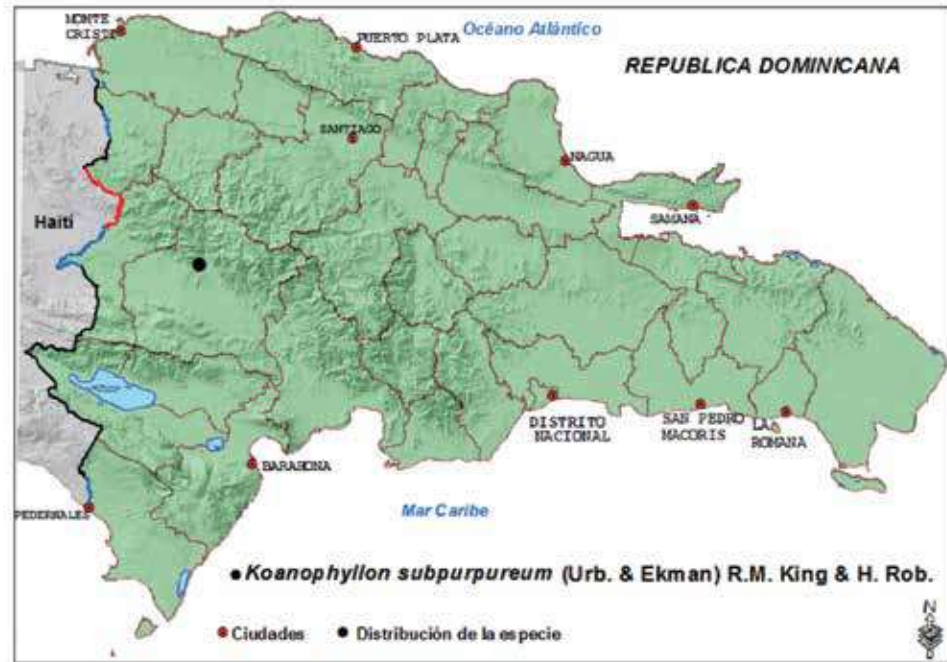 MONTE
CRISTI
PUERTO PLATA
Océano Atlántico
REPUBLICA DOMINICANA
SANTIAGO
NAGUA
SAMANA
Haití
DISTRITO
NACIONAL
SAN PEDRO
MACORIS
LA
ROMANA
BARAHONA
PEDERNALES
Mar Caribe
Koanophyllon subpurpureum (Urb. & Ekman) R.M. King & H. Rob.
Ciudades
Distribución de la especie
N